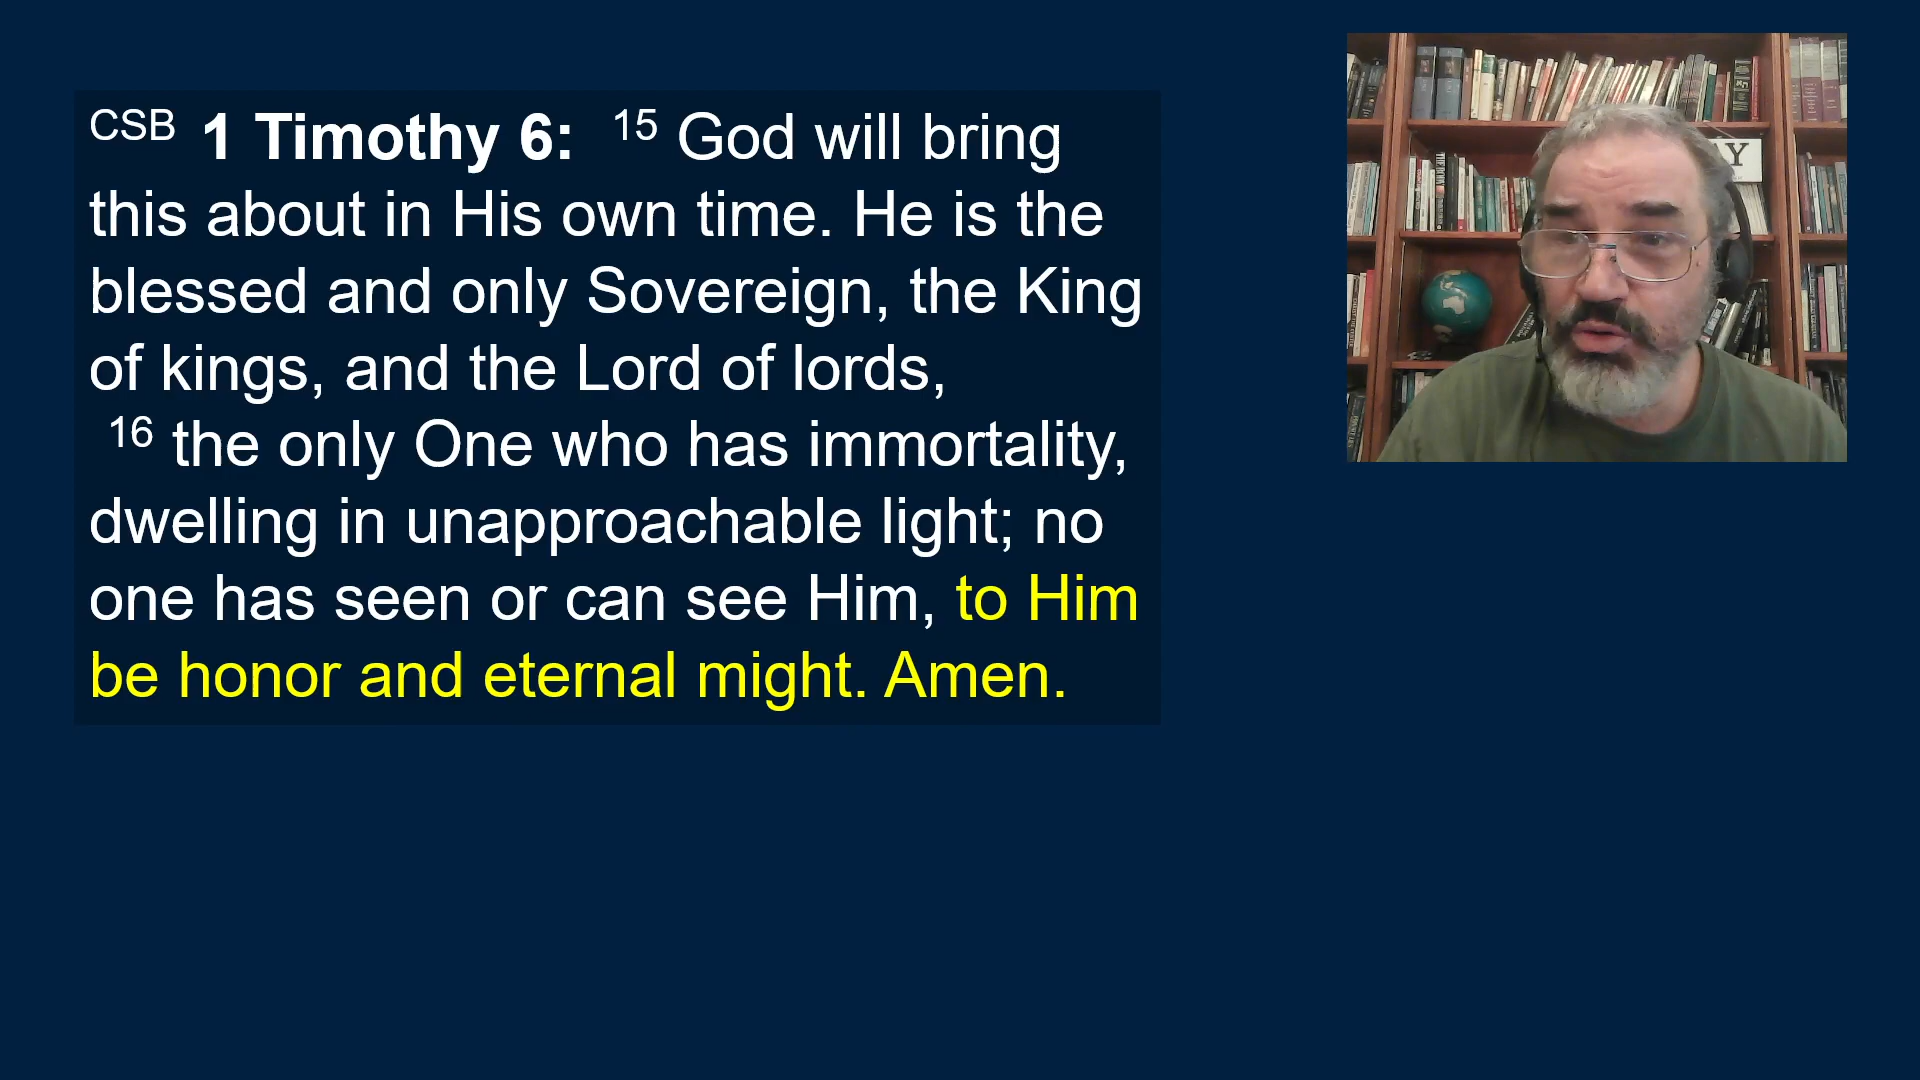 CSB 1 Timothy 6: 15 God will bring
this about in His own time. He is the
blessed and only Sovereign, the King
of kings, and the Lord of lords,
16 the only One who has immortality,
dwelling in unapproachable light; no
one has seen or can see Him, to Him
be honor and eternal might. Amen.
Y